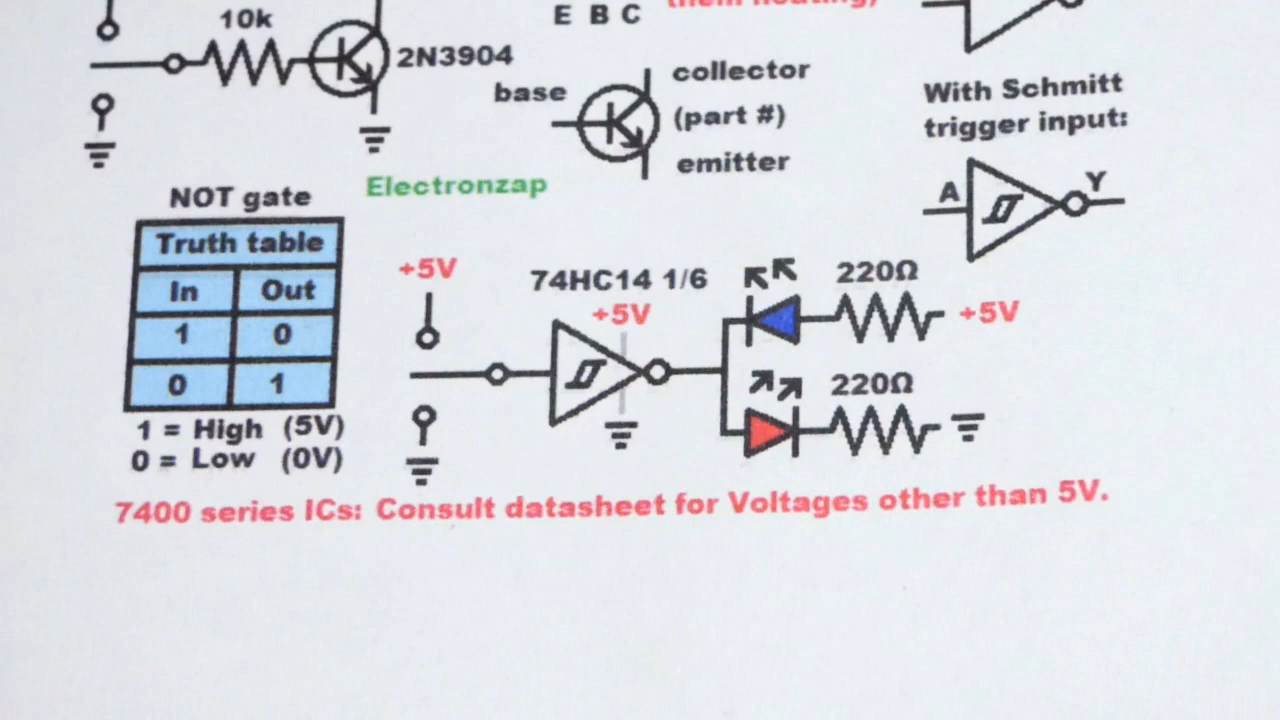 10k
E B C
2N3904
base
collector
(part #)
emitter
With Schmitt
trigger input:
A
Y
Electronzap
NOT gate
Truth table
In Out
1 0
0 1
1 = High (5V)
0 = Low (0V)
+5V
74HC14 1/6
+5V
220Ω
+5V
220Ω
7400 series ICs: Consult datasheet for Voltages other than 5V.